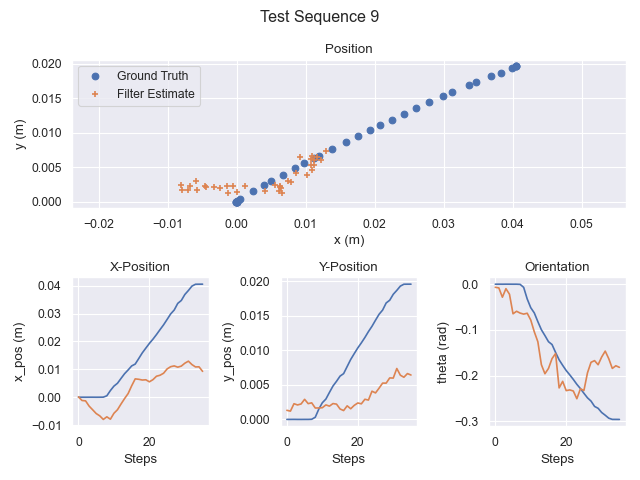 Test Sequence 9
Position
Ground Truth
Filter Estimate
0.020
0.015
0.010
0.005
0.000
y (m)
−0.02
−0.01
0.00
0.01
0.02
0.03
0.04
0.05
x (m)
X-Position
0.04
0.03
0.02
0.01
0.00
−0.01
x_pos (m)
0
20
Steps
Y-Position
0.020
0.015
0.010
0.005
0.000
y_pos (m)
0
20
Steps
Orientation
0.0
−0.1
−0.2
−0.3
theta (rad)
0
20
Steps